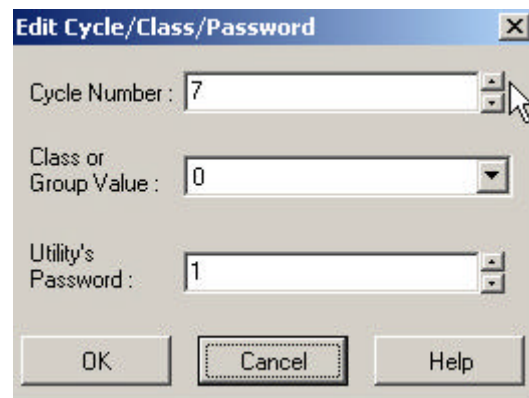 Edit Cycle/Class/Password
Cycle Number : 7
Class or
Group Value : 0
Utility's
Password : 1
OK Cancel Help